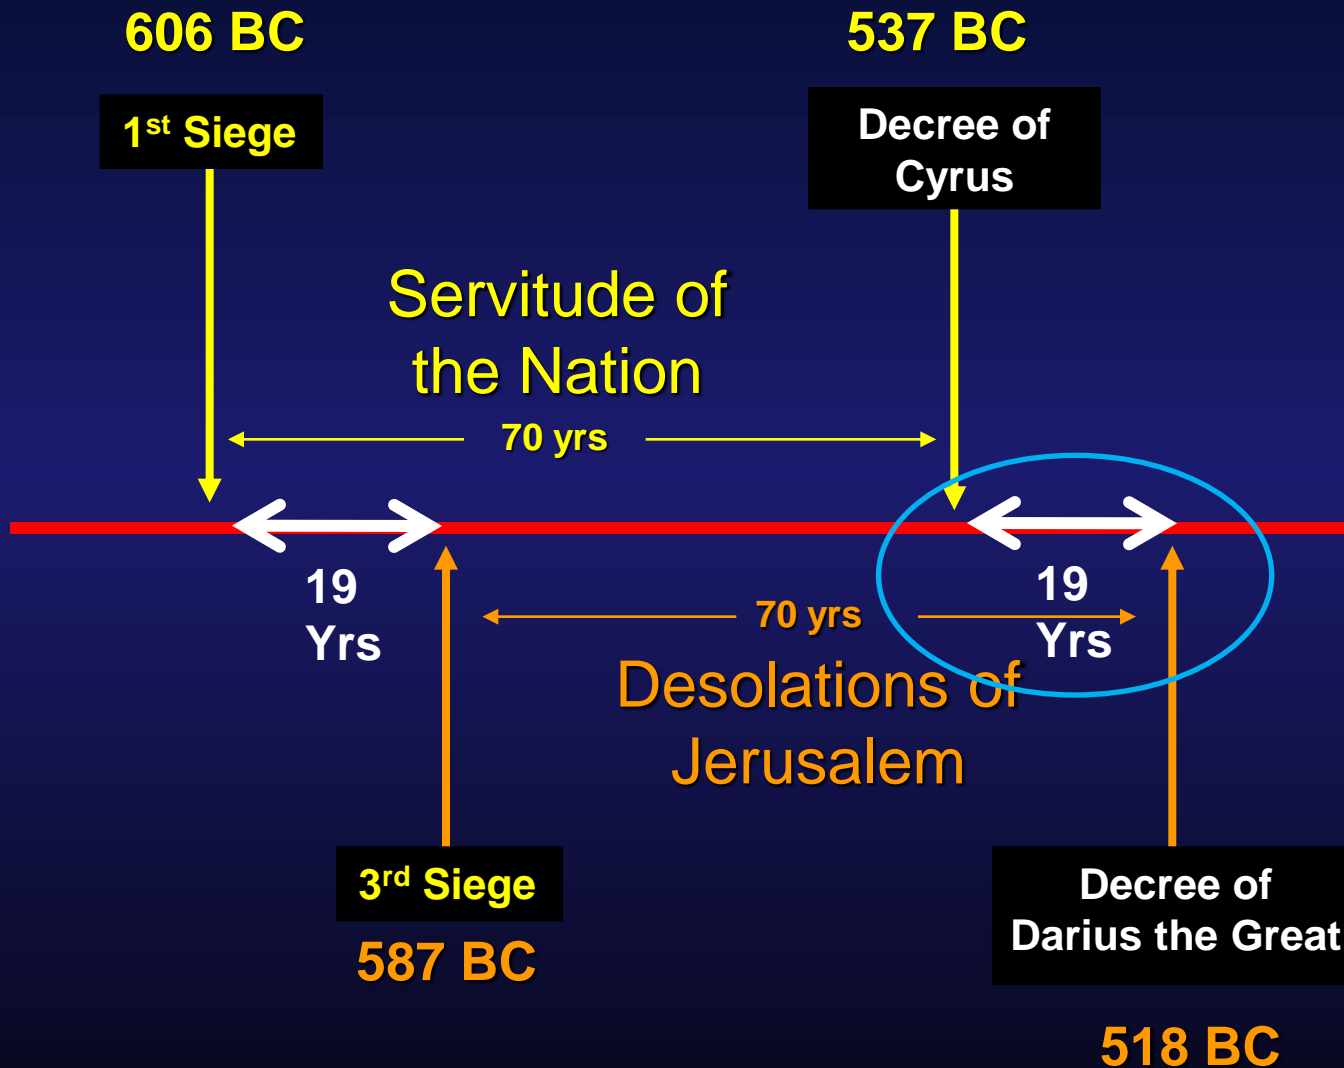 606 BC
537 BC
1st Siege
Decree of
Cyrus
Servitude of
the Nation
70 yrs
19
Yrs
19
Yrs
70 yrs
Desolations of
Jerusalem
3rd Siege
587 BC
Decree of
Darius the Great
518 BC